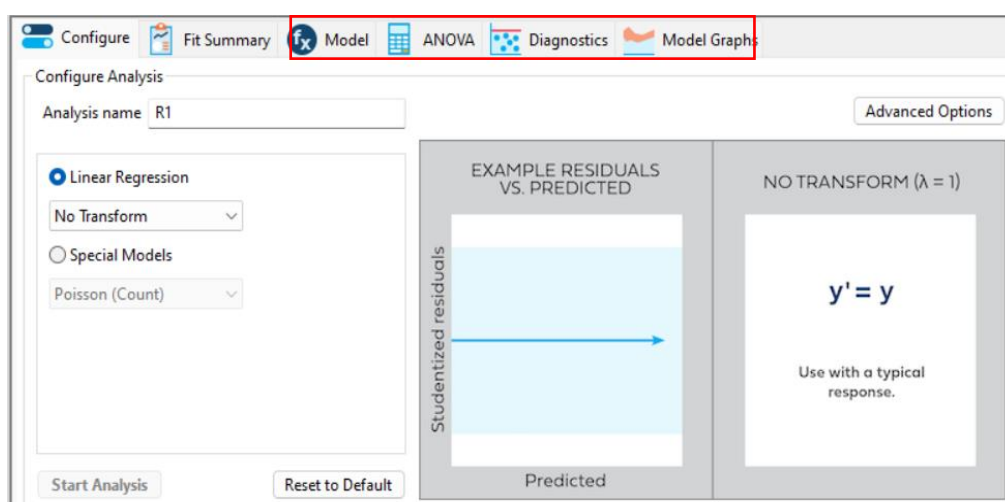 Configure Fit Summary fx Model ANOVA Diagnostics Model Graphs
Configure Analysis
Analysis name R1
Advanced Options
Linear Regression
No Transform
Special Models
Poisson (Count)
Start Analysis Reset to Default
EXAMPLE RESIDUALS
VS. PREDICTED
Studentized residuals
Predicted
NO TRANSFORM (λ = 1)
y' = y
Use with a typical
response.